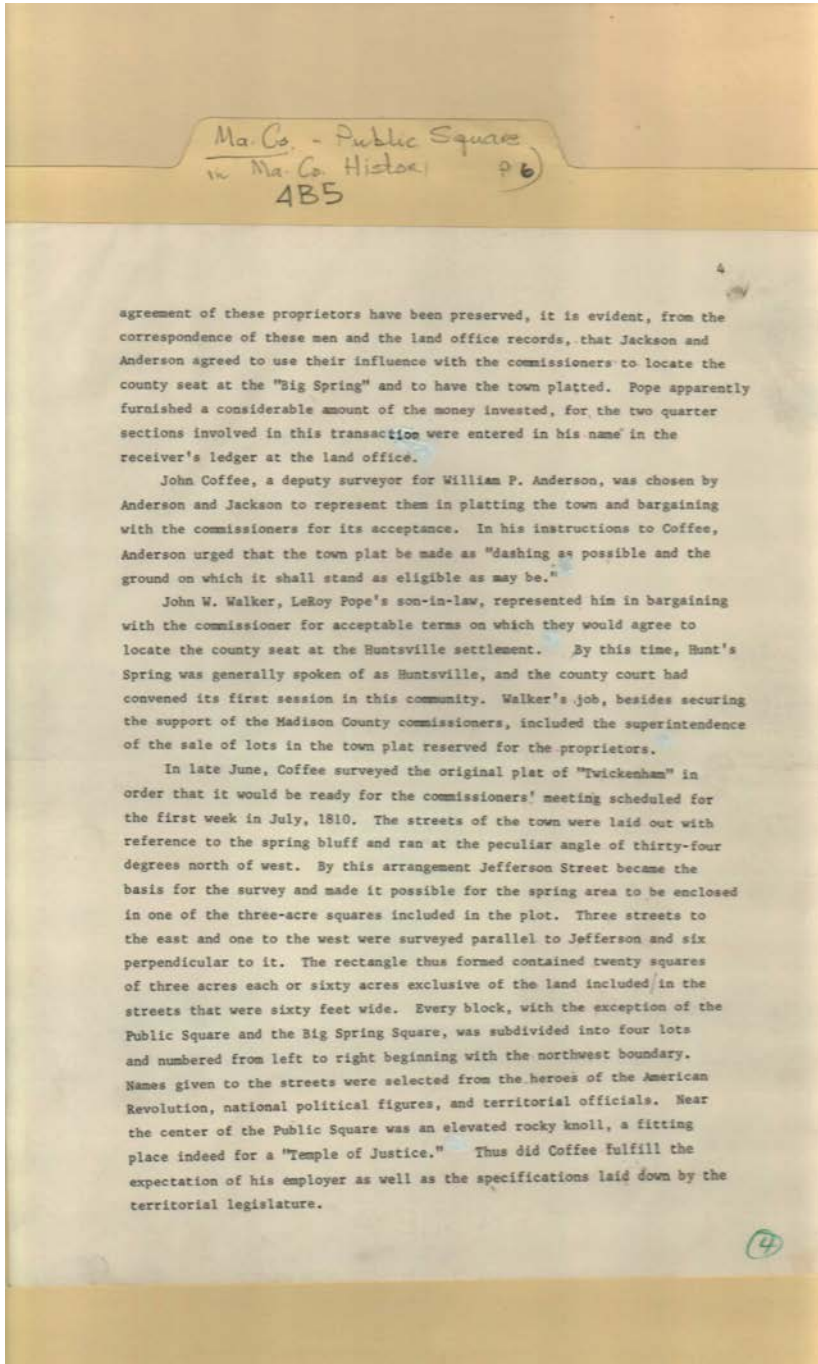 Ma. Co. - Public Square
in Ma. Co. Histori P 6)
4B5
4
agreement of these proprietors have been preserved, it is evident, from the
correspondence of these men and the land office records, that Jackson and
Anderson agreed to use their influence with the commissioners to locate the
county seat at the "Big Spring" and to have the town platted. Pope apparently
furnished a considerable amount of the money invested, for the two quarter
sections involved in this transaction were entered in his name in the
receiver's ledger at the land office.
John Coffee, a deputy surveyor for William P. Anderson, was chosen by
Anderson and Jackson to represent them in platting the town and bargaining
with the commissioners for its acceptance. In his instructions to Coffee,
Anderson urged that the town plat be made as "dashing as possible and the
ground on which it shall stand as eligible as may be."
John W. Walker, LeRoy Pope's son-in-law, represented him in bargaining
with the commissioner for acceptable terms on which they would agree to
locate the county seat at the Huntsville settlement. By this time, Hunt's
Spring was generally spoken of as Huntsville, and the county court had
convened its first session in this community. Walker's job, besides securing
the support of the Madison County commissioners, included the superintendence
of the sale of lots in the town plat reserved for the proprietors.
In late June, Coffee surveyed the original plat of "Twickenham" in
order that it would be ready for the commissioners' meeting scheduled for
the first week in July, 1810. The streets of the town were laid out with
reference to the spring bluff and ran at the peculiar angle of thirty-four
degrees north of west. By this arrangement Jefferson Street became the
basis for the survey and made it possible for the spring area to be enclosed
in one of the three-acre squares included in the plot. Three streets to
the east and one to the west were surveyed parallel to Jefferson and six
perpendicular to it. The rectangle thus formed contained twenty squares
of three acres each or sixty acres exclusive of the land included in the
streets that were sixty feet wide. Every block, with the exception of the
Public Square and the Big Spring Square, was subdivided into four lots
and numbered from left to right beginning with the northwest boundary.
Names given to the streets were selected from the heroes of the American
Revolution, national political figures, and territorial officials. Near
the center of the Public Square was an elevated rocky knoll, a fitting
place indeed for a "Temple of Justice." Thus did Coffee fulfill the
expectation of his employer as well as the specifications laid down by the
territorial legislature.
4